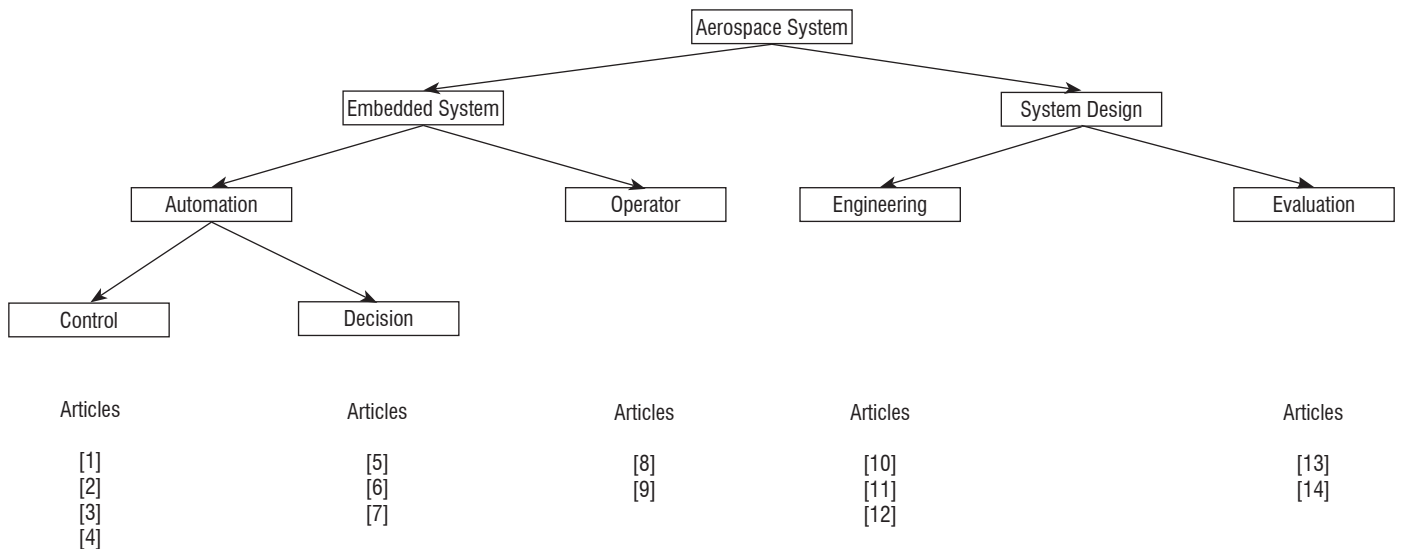 Aerospace System
Embedded System
System Design
Automation
Operator
Engineering
Evaluation
Control
Decision
Articles
[1]
[2]
[3]
[4]
Articles
[5]
[6]
[7]
Articles
[8]
[9]
Articles
[10]
[11]
[12]
Articles
[13]
[14]